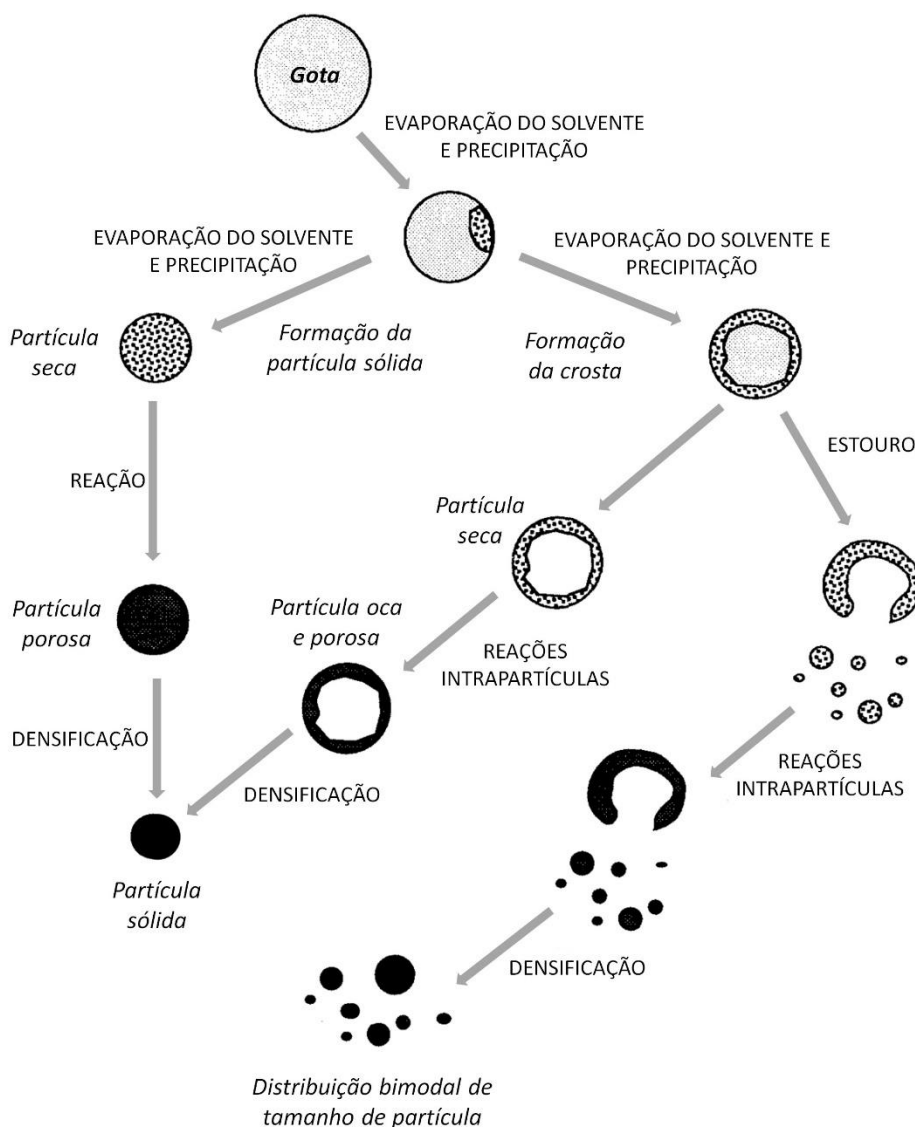 Gota
EVAPORAÇÃO DO SOLVENTE
E PRECIPITAÇÃO
EVAPORAÇÃO DO SOLVENTE
E PRECIPITAÇÃO
EVAPORAÇÃO DO SOLVENTE E
PRECIPITAÇÃO
Partícula
seca
Formação da
partícula sólida
Formação
da crosta
ESTOURO
REAÇÃO
Partícula
seca
Partícula
porosa
Partícula oca
e porosa
REAÇÕES
INTRAPARTÍCULAS
DENSIFICAÇÃO
DENSIFICAÇÃO
REAÇÕES
INTRAPARTÍCULAS
Partícula
sólida
DENSIFICAÇÃO
Distribuição bimodal de
tamanho de partícula